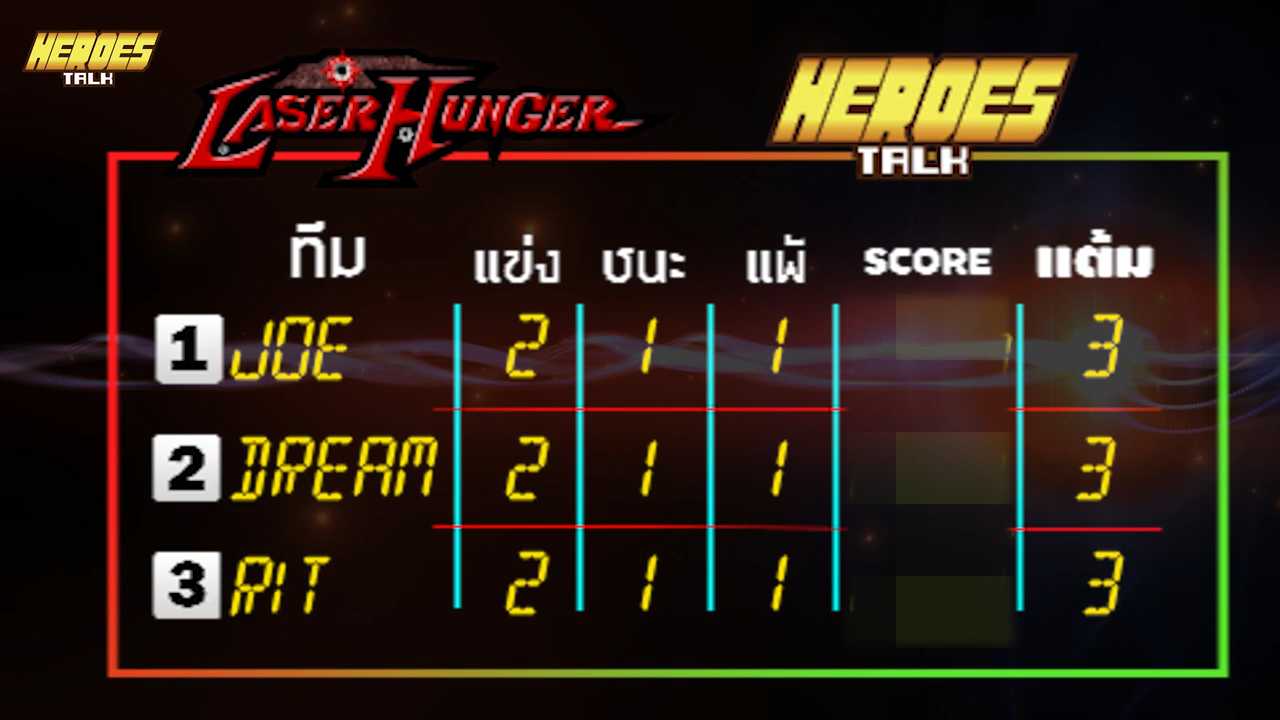 HEROES
TALK
LASER HUNGER
HEROES
TALK
ทีม แข่ง ชนะ แพ้ SCORE แต้ม
1 JOE 2 1 1 3
2 DREAM 2 1 1 3
3 RIT 2 1 1 3